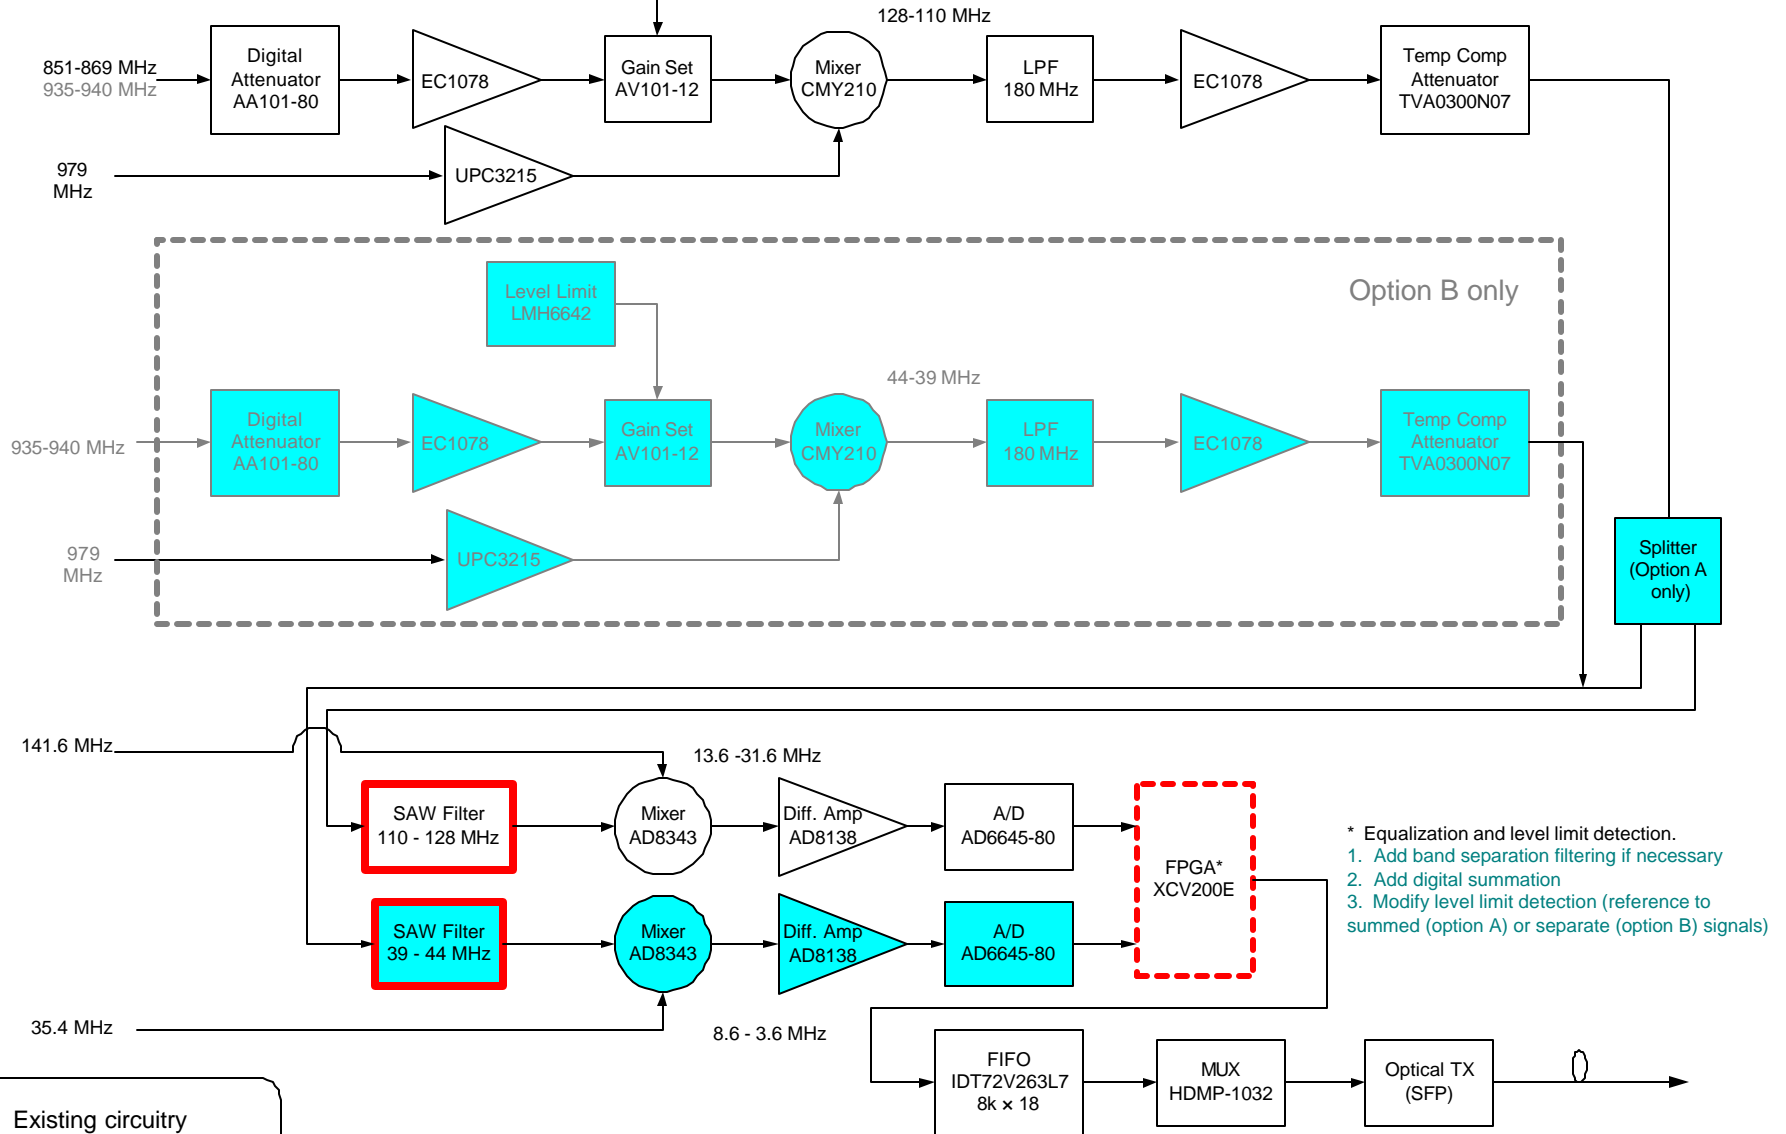 128-110 MHz
851-869 MHz
935-940 MHz
Digital
Attenuator
AA101-80
EC1078
Gain Set
AV101-12
Mixer
CMY210
LPF
180 MHz
EC1078
Temp Comp
Attenuator
TVA0300N07
979
MHz
UPC3215
Option B only
Level Limit
LMH6642
44-39 MHz
935-940 MHz
Digital
Attenuator
AA101-80
EC1078
Gain Set
AV101-12
Mixer
CMY210
LPF
180 MHz
EC1078
Temp Comp
Attenuator
TVA0300N07
979
MHz
UPC3215
Splitter
(Option A
only)
141.6 MHz
13.6 -31.6 MHz
SAW Filter
110 - 128 MHz
Mixer
AD8343
Diff. Amp
AD8138
A/D
AD6645-80
FPGA*
XCV200E
* Equalization and level limit detection.
1. Add band separation filtering if necessary
2. Add digital summation
3. Modify level limit detection (reference to
summed (option A) or separate (option B) signals)
SAW Filter
39 - 44 MHz
Mixer
AD8343
Diff. Amp
AD8138
A/D
AD6645-80
35.4 MHz
8.6 - 3.6 MHz
FIFO
IDT72V263L7
8k × 18
MUX
HDMP-1032
Optical TX
(SFP)
Existing circuitry